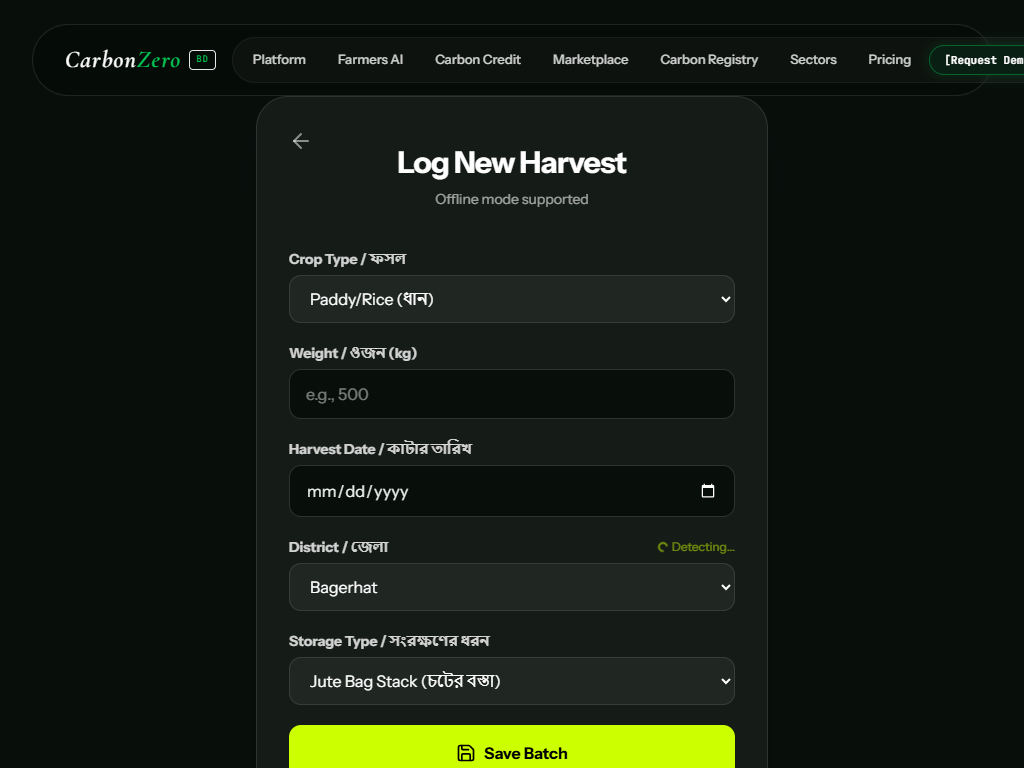 CarbonZero BD
Platform Farmers AI Carbon Credit Marketplace Carbon Registry Sectors Pricing [Request Dem
Log New Harvest
Offline mode supported
Crop Type / ফসল
Paddy/Rice (ধান)
Weight / ওজন (kg)
e.g., 500
Harvest Date / কাটার তারিখ
mm/dd/yyyy
District / জেলা Detecting...
Bagerhat
Storage Type / সংরক্ষণের ধরন
Jute Bag Stack (চটের বস্তা)
Save Batch